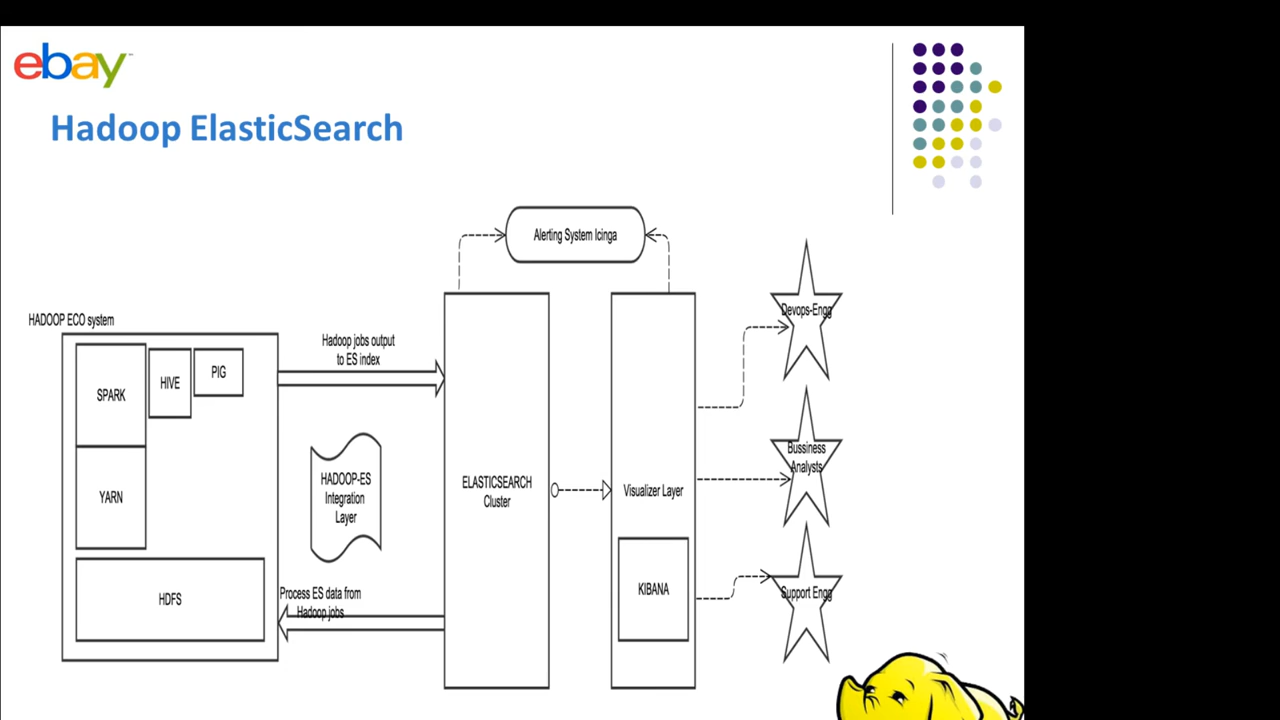 ebay™
Hadoop ElasticSearch
Alerting System Icinga
HADOOP ECO system
SPARK
HIVE
PIG
YARN
HDFS
Hadoop jobs output
to ES index
HADOOP-ES
Integration
Layer
Process ES data from
Hadoop jobs
ELASTICSEARCH
Cluster
Visualizer Layer
KIBANA
Devops-Engg
Bussiness
Analysts
Support Engg